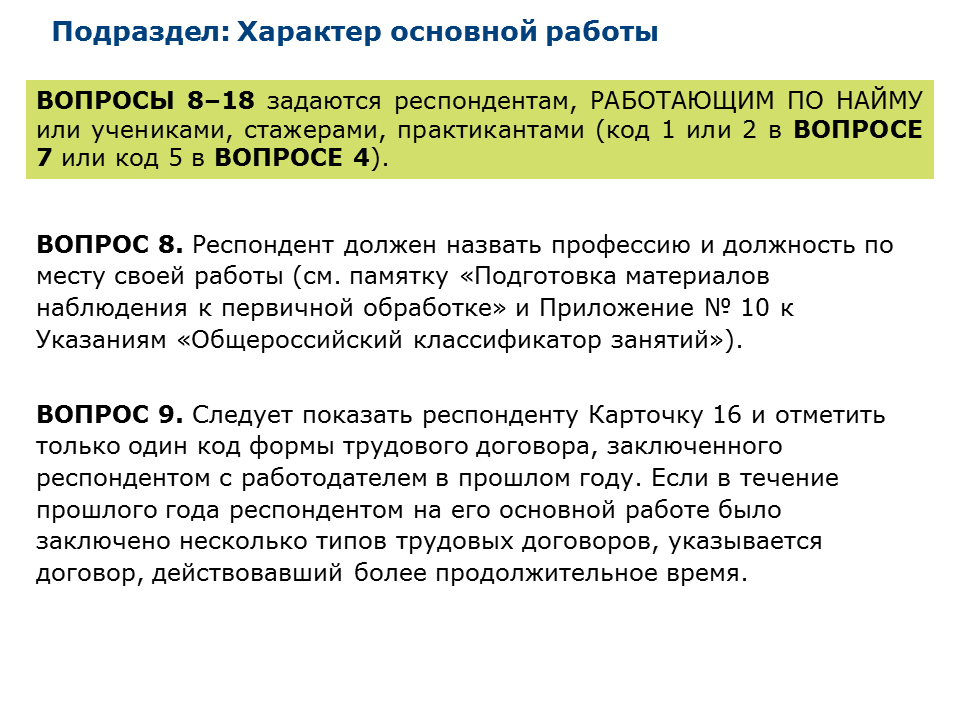 Подраздел: Характер основной работы
ВОПРОСЫ 8–18 задаются респондентам, РАБОТАЮЩИМ ПО НАЙМУ
или учениками, стажерами, практикантами (код 1 или 2 в ВОПРОСЕ
7 или код 5 в ВОПРОСЕ 4).
ВОПРОС 8. Респондент должен назвать профессию и должность по
месту своей работы (см. памятку «Подготовка материалов
наблюдения к первичной обработке» и Приложение № 10 к
Указаниям «Общероссийский классификатор занятий»).
ВОПРОС 9. Следует показать респонденту Карточку 16 и отметить
только один код формы трудового договора, заключенного
респондентом с работодателем в прошлом году. Если в течение
прошлого года респондентом на его основной работе было
заключено несколько типов трудовых договоров, указывается
договор, действовавший более продолжительное время.